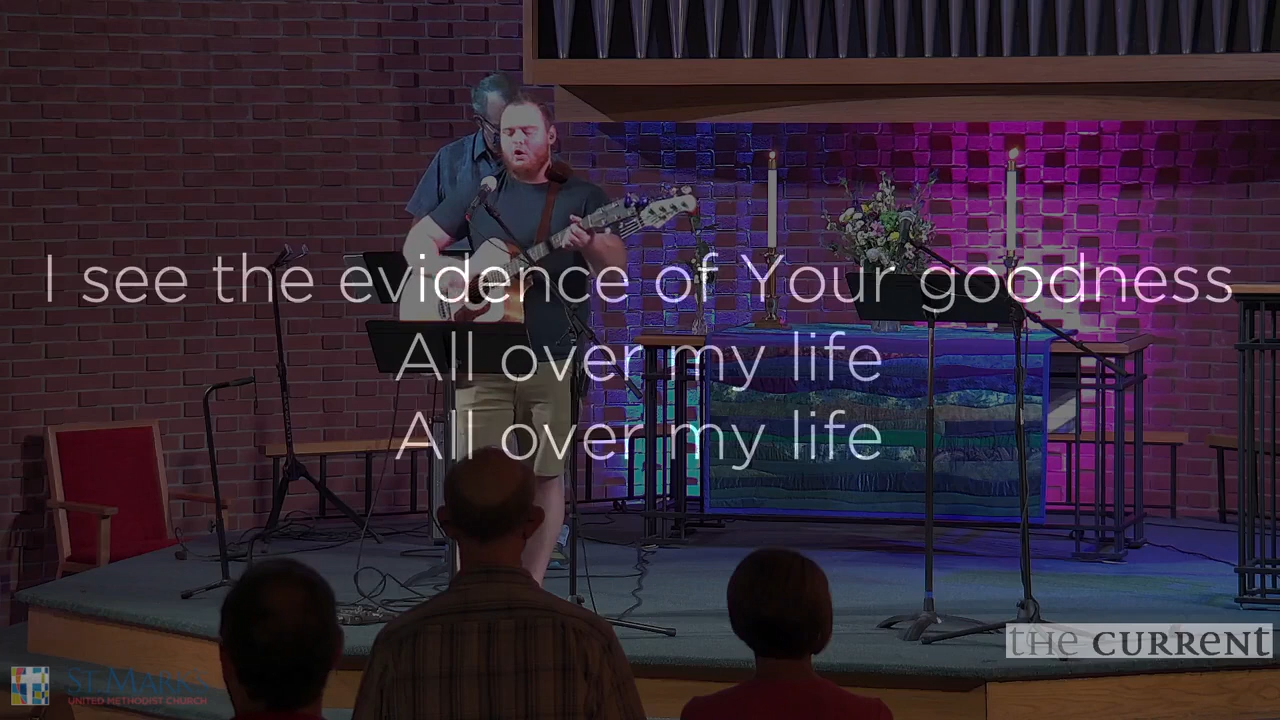 I see the evidence of Your goodness
All over my life
All over my life
the CURRENT
ST. MARK'S
UNITED METHODIST CHURCH